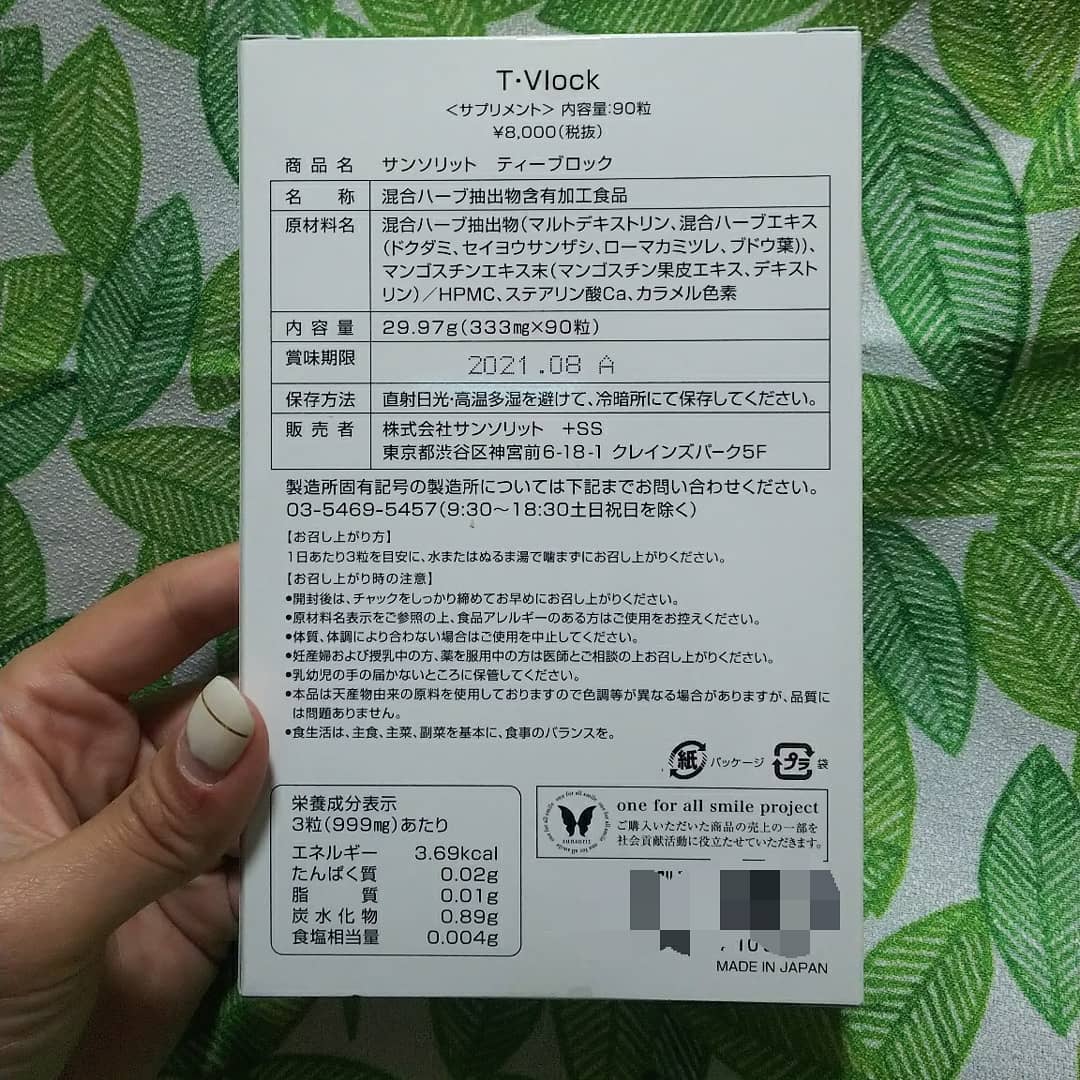 T・Vlock
<サプリメント> 内容量:90粒
¥8,000(税抜)
商品名 サンソリット ティーブロック
名称 混合ハーブ抽出物含有加工食品
原材料名 混合ハーブ抽出物(マルトデキストリン、混合ハーブエキス
(ドクダミ、セイヨウサンザシ、ローマカミツレ、ブドウ葉))、
マンゴスチンエキス末(マンゴスチン果皮エキス、デキスト
リン)/HPMC、ステアリン酸Ca、カラメル色素
内容量 29.97g(333mg×90粒)
賞味期限 2021.08 A
保存方法 直射日光・高温多湿を避けて、冷暗所にて保存してください。
販売者 株式会社サンソリット +SS
東京都渋谷区神宮前6-18-1 クレインズパーク5F
製造所固有記号の製造所については下記までお問い合わせください。
03-5469-5457(9:30〜18:30土日祝日を除く)
【お召し上がり方】
1日あたり3粒を目安に、水またはぬるま湯で噛まずにお召し上がりください。
【お召し上がり時の注意】
●開封後は、チャックをしっかり締めてお早めにお召し上がりください。
●原材料名表示をご参照の上、食品アレルギーのある方はご使用をお控えください。
●体質、体調により合わない場合はご使用を中止してください。
●妊産婦および授乳中の方、薬を服用中の方は医師とご相談の上お召し上がりください。
●乳幼児の手の届かないところに保管してください。
●本品は天産物由来の原料を使用しておりますので色調等が異なる場合がありますが、品質に
は問題ありません。
●食生活は、主食、主菜、副菜を基本に、食事のバランスを。
紙 パッケージ プラ 袋
栄養成分表示
3粒(999mg)あたり
エネルギー 3.69kcal
たんぱく質 0.02g
脂質 0.01g
炭水化物 0.89g
食塩相当量 0.004g
one for all smile project
ご購入いただいた商品の売上の一部を
社会貢献活動に役立たせていただきます。
one for all smile
sunsorit
MADE IN JAPAN